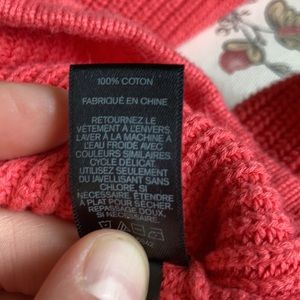 100% COTON
FABRIQUÉ EN CHINE
RETOURNEZ LE
VÊTEMENT À L'ENVERS.
LAVER À LA MACHINE À
L'EAU FROIDE AVEC
COULEURS SIMILAIRES.
CYCLE DÉLICAT.
UTILISEZ SEULEMENT
DU JAVELLISANT SANS
CHLORE, SI
NÉCESSAIRE. ÉTENDRE
À PLAT POUR SÉCHER.
REPASSAGE DOUX,
SI NÉCESSAIRE.